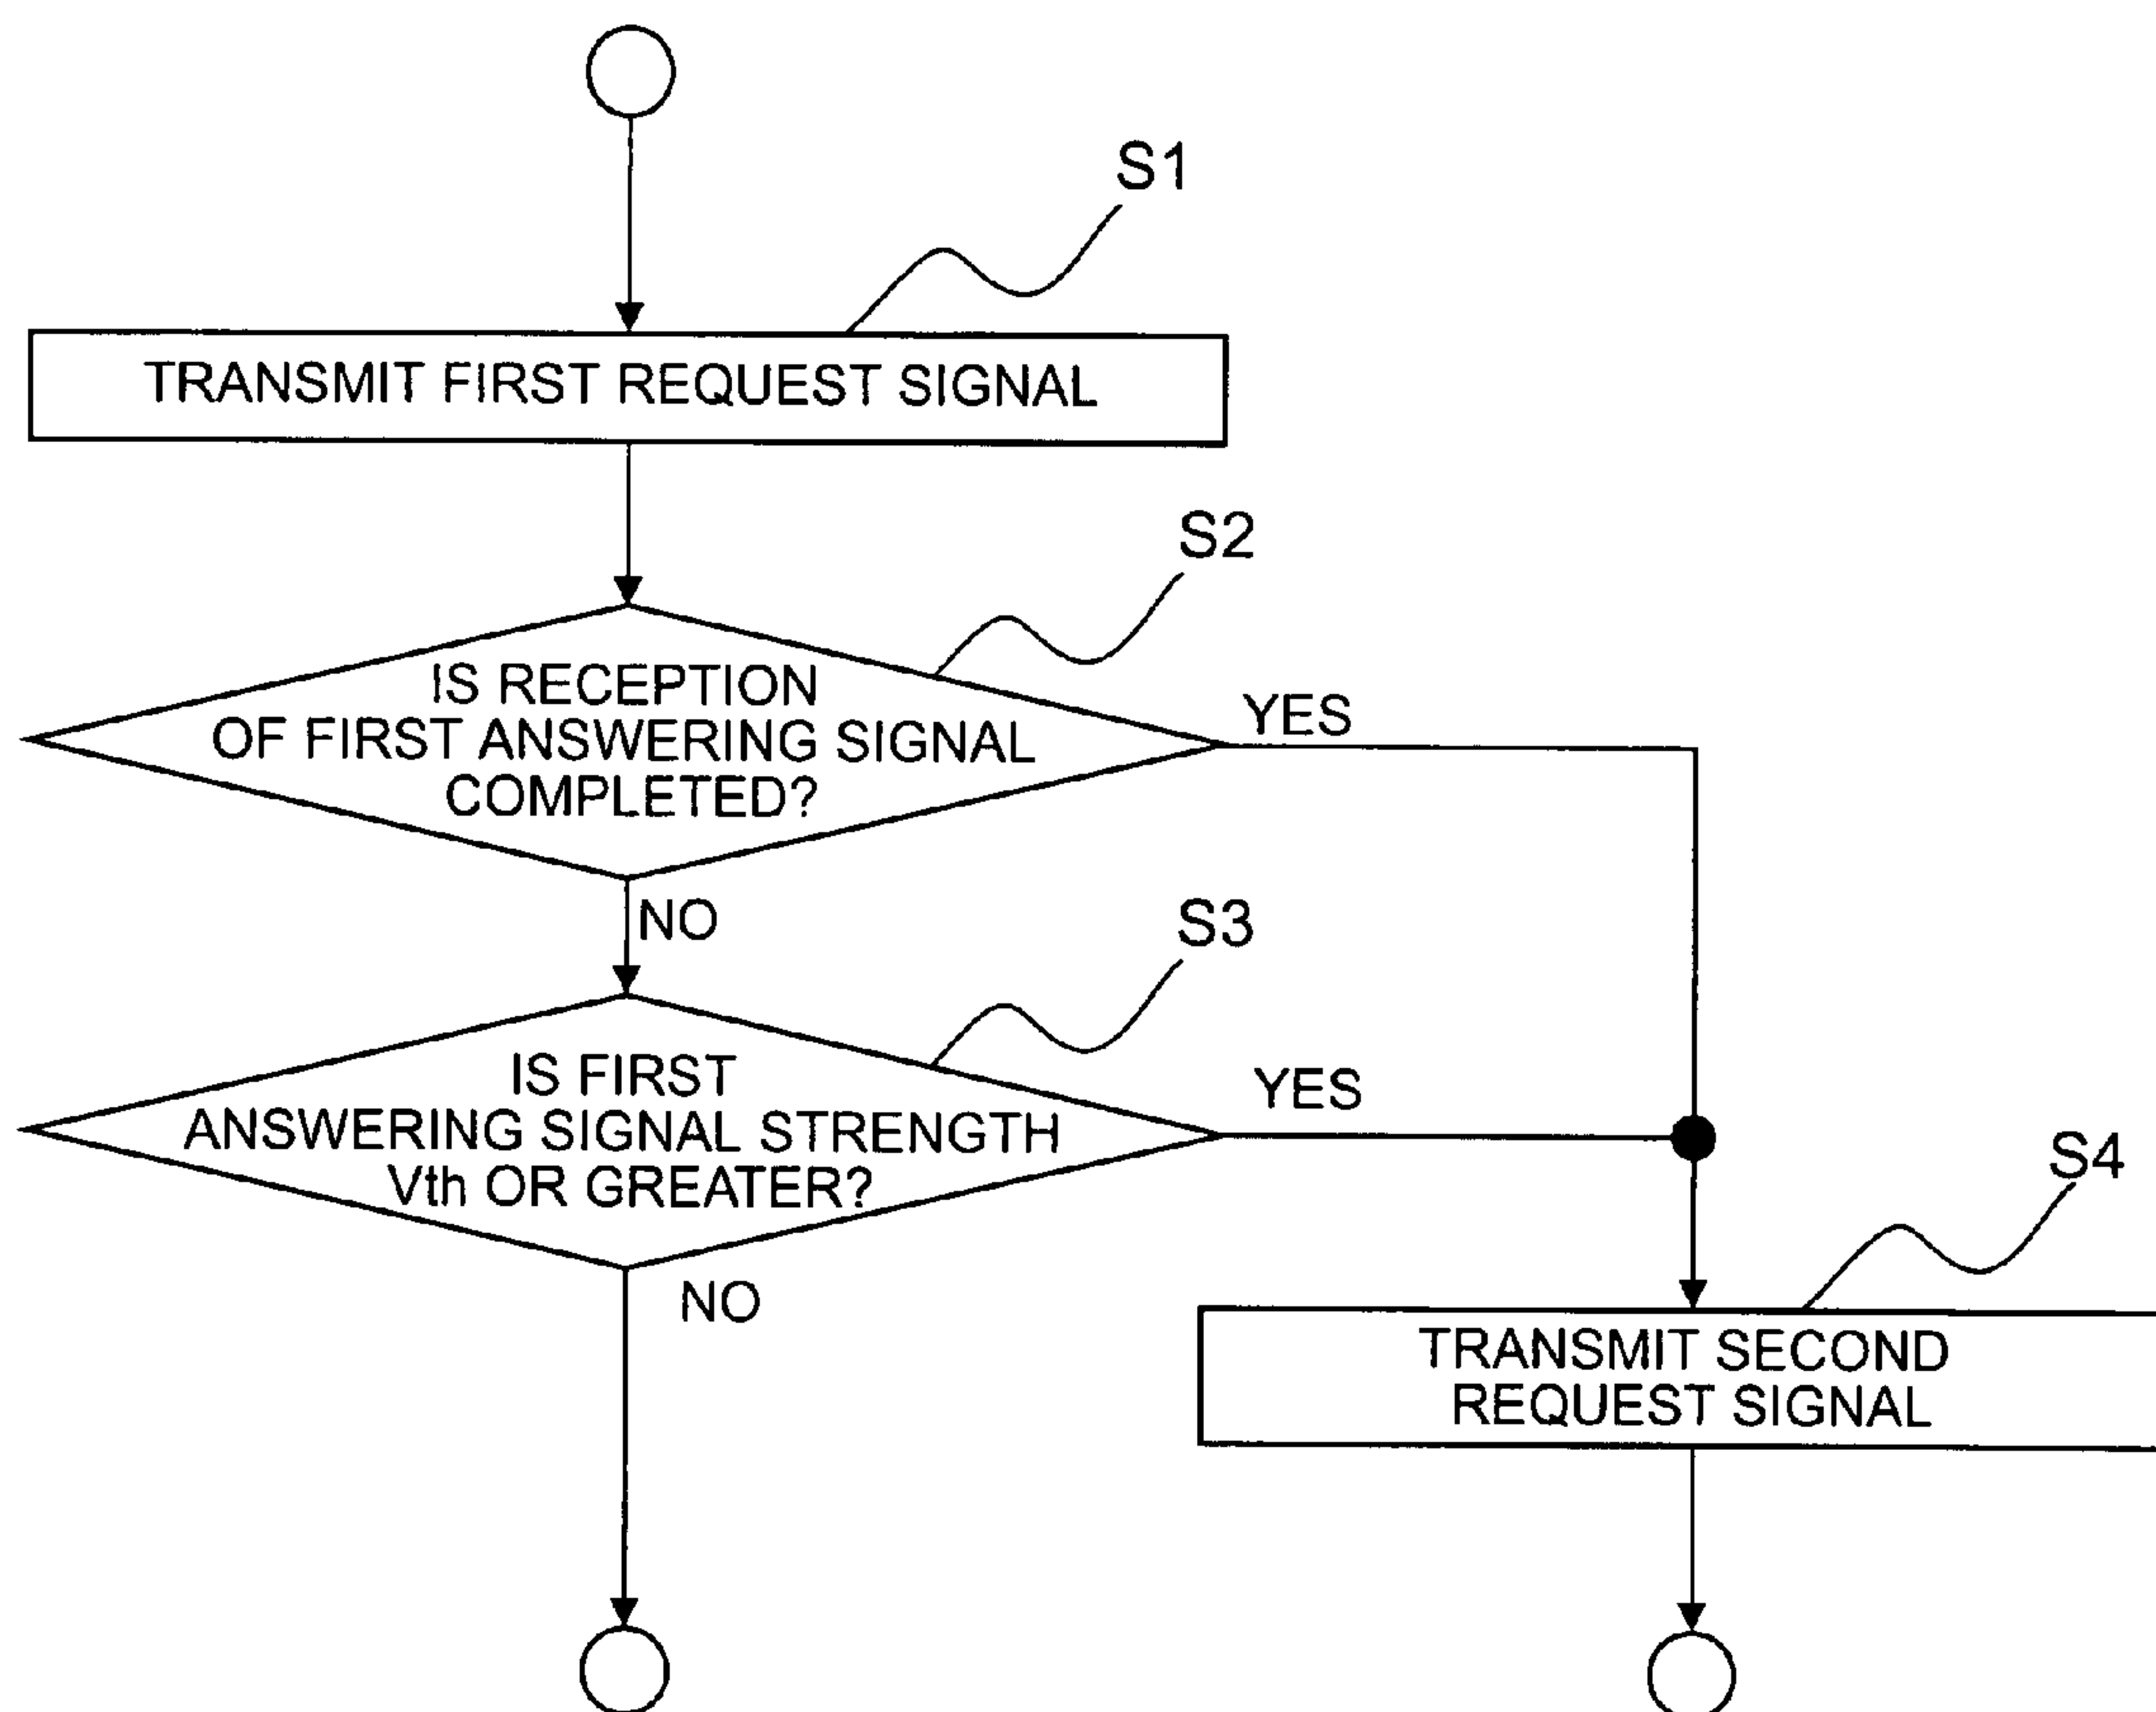 S1
TRANSMIT FIRST REQUEST SIGNAL
S2
IS RECEPTION
OF FIRST ANSWERING SIGNAL
COMPLETED?
YES
NO
S3
IS FIRST
ANSWERING SIGNAL STRENGTH
Vth OR GREATER?
YES
NO
S4
TRANSMIT SECOND
REQUEST SIGNAL